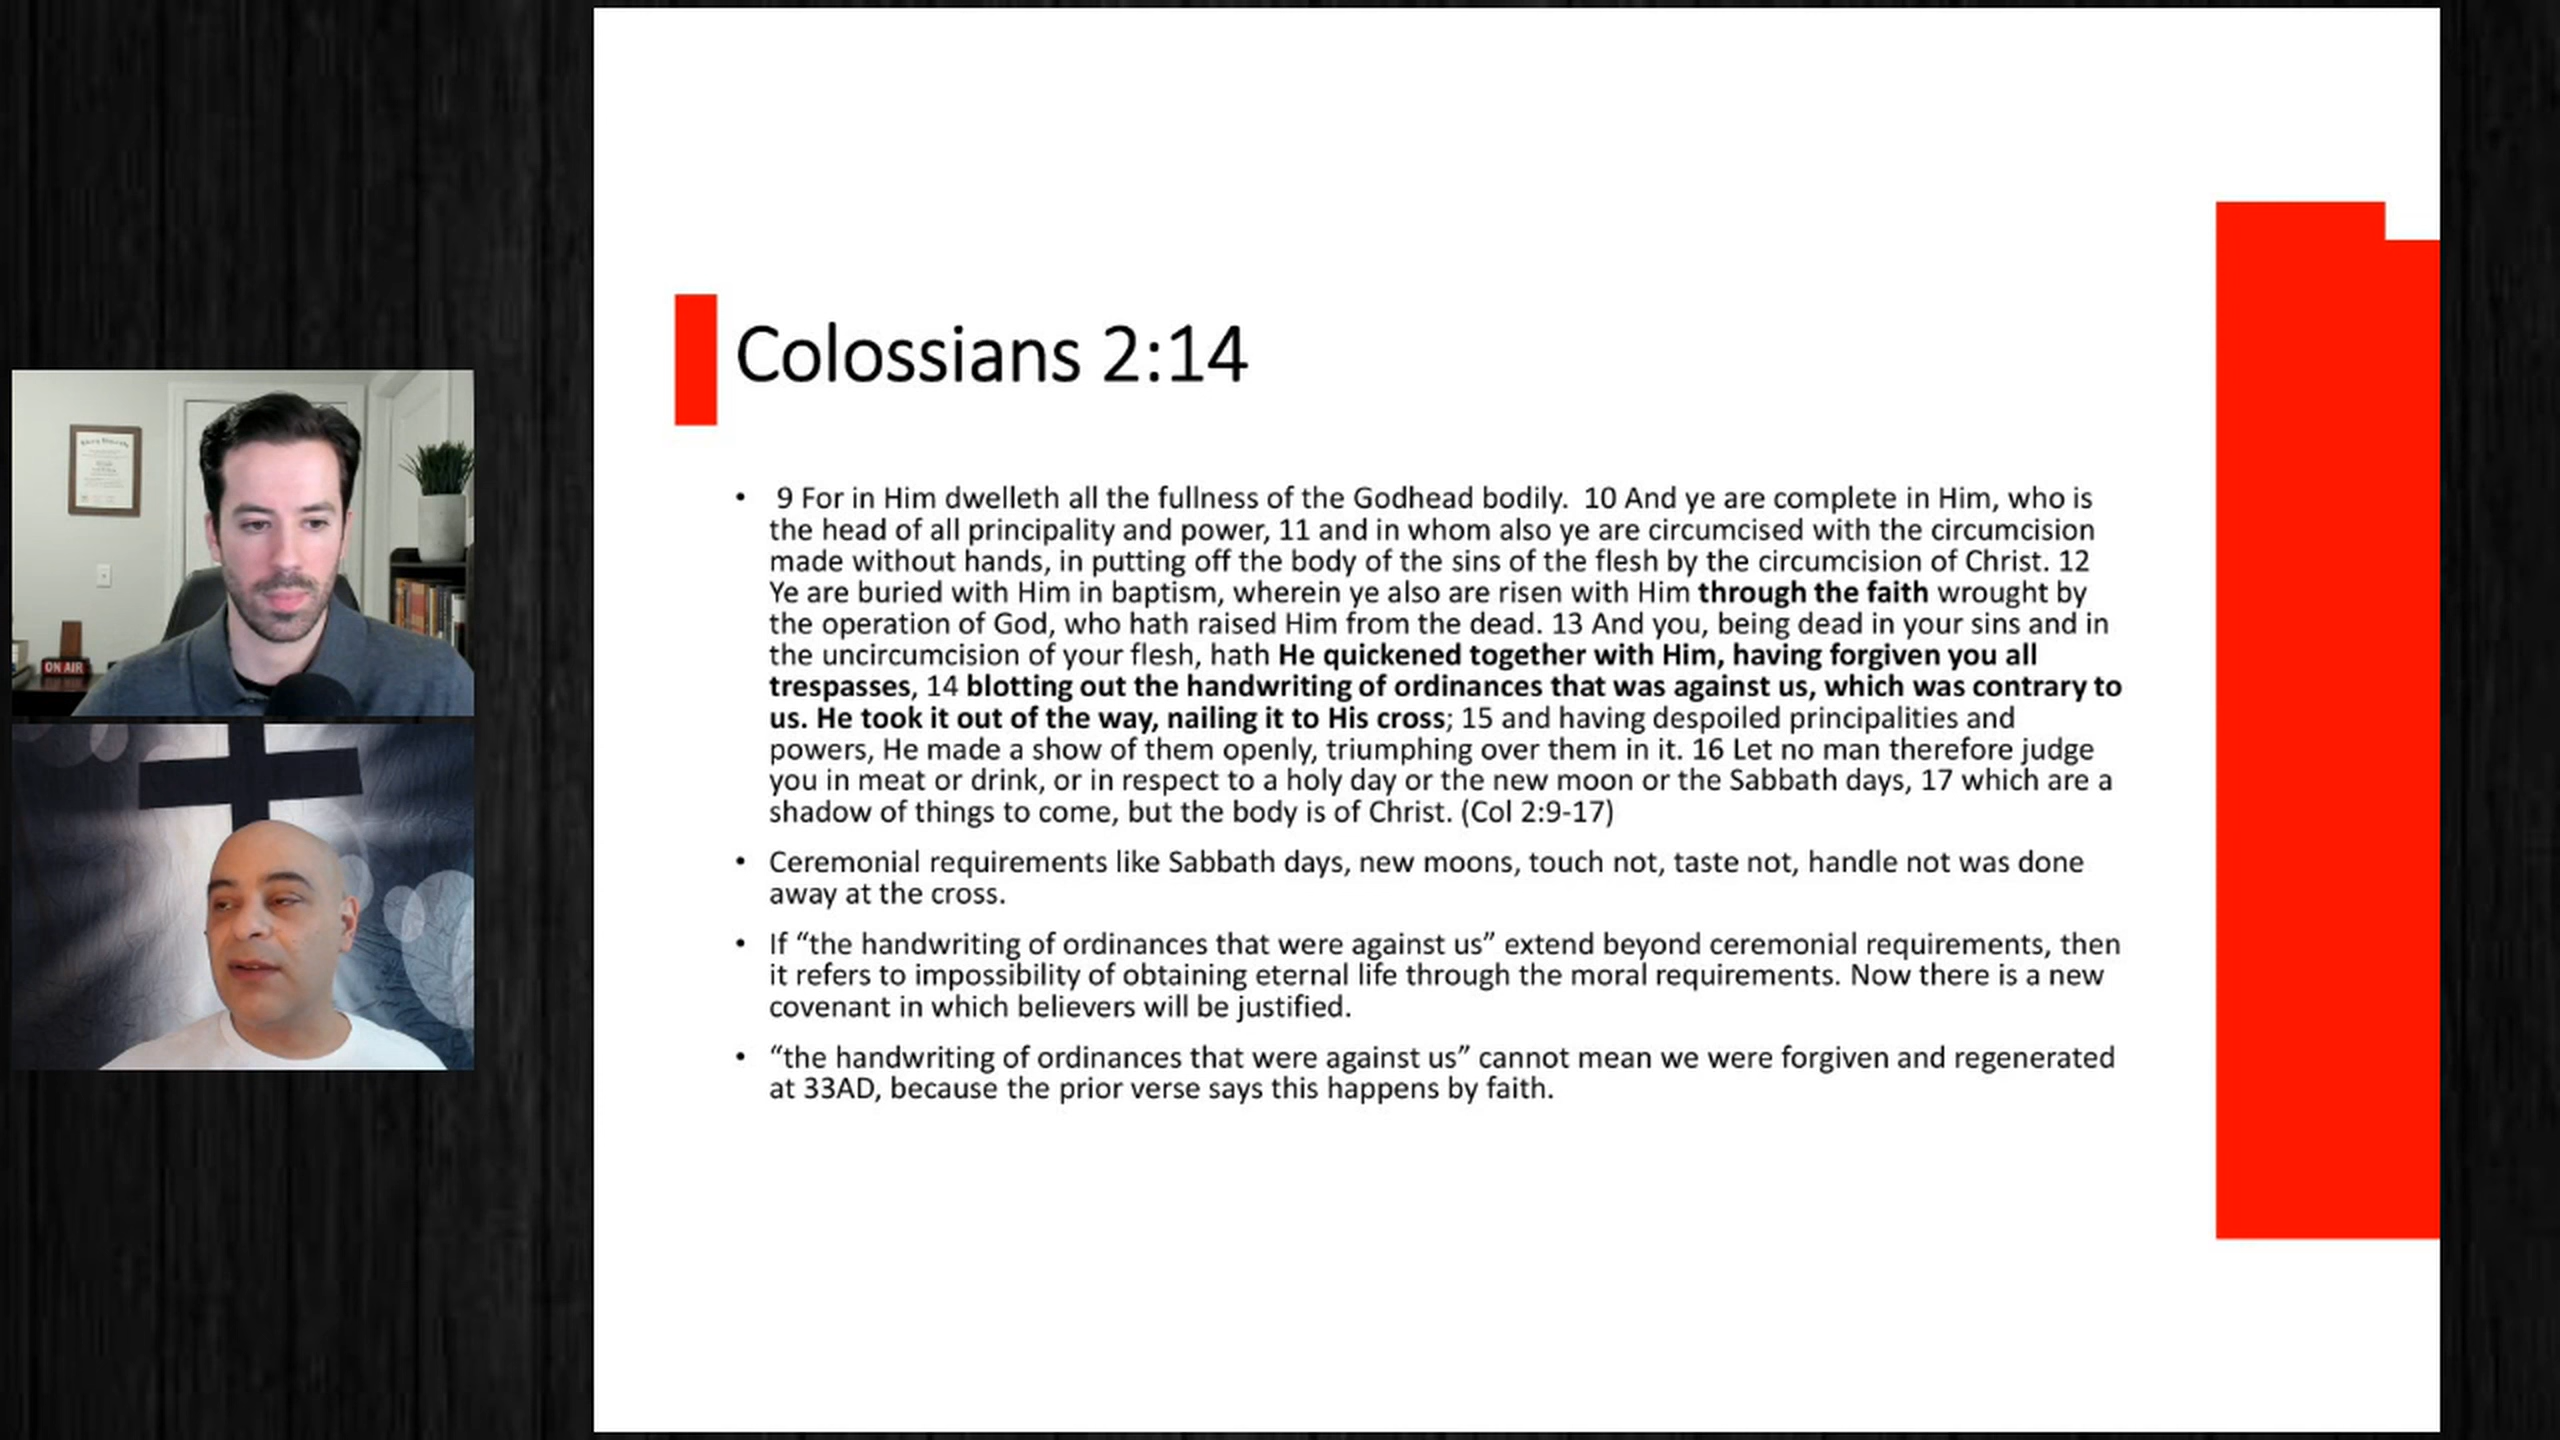 ON AIR
Colossians 2:14
• 9 For in Him dwelleth all the fullness of the Godhead bodily. 10 And ye are complete in Him, who is
the head of all principality and power, 11 and in whom also ye are circumcised with the circumcision
made without hands, in putting off the body of the sins of the flesh by the circumcision of Christ. 12
Ye are buried with Him in baptism, wherein ye also are risen with Him through the faith wrought by
the operation of God, who hath raised Him from the dead. 13 And you, being dead in your sins and in
the uncircumcision of your flesh, hath He quickened together with Him, having forgiven you all
trespasses, 14 blotting out the handwriting of ordinances that was against us, which was contrary to
us. He took it out of the way, nailing it to His cross; 15 and having despoiled principalities and
powers, He made a show of them openly, triumphing over them in it. 16 Let no man therefore judge
you in meat or drink, or in respect to a holy day or the new moon or the Sabbath days, 17 which are a
shadow of things to come, but the body is of Christ. (Col 2:9-17)
• Ceremonial requirements like Sabbath days, new moons, touch not, taste not, handle not was done
away at the cross.
• If “the handwriting of ordinances that were against us” extend beyond ceremonial requirements, then
it refers to impossibility of obtaining eternal life through the moral requirements. Now there is a new
covenant in which believers will be justified.
• “the handwriting of ordinances that were against us” cannot mean we were forgiven and regenerated
at 33AD, because the prior verse says this happens by faith.